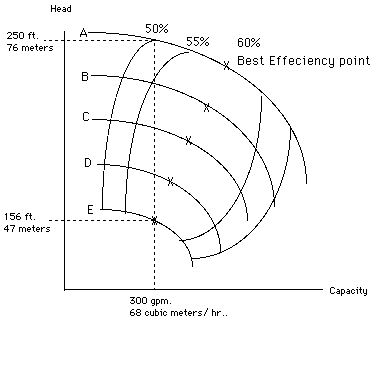 Head
A
50%
60%
250 ft.
76 meters
55%
Best Effeciency point
X
B
X
C
X
D
X
E
X
156 ft.
47 meters
Capacity
300 gpm.
68 cubic meters/ hr..